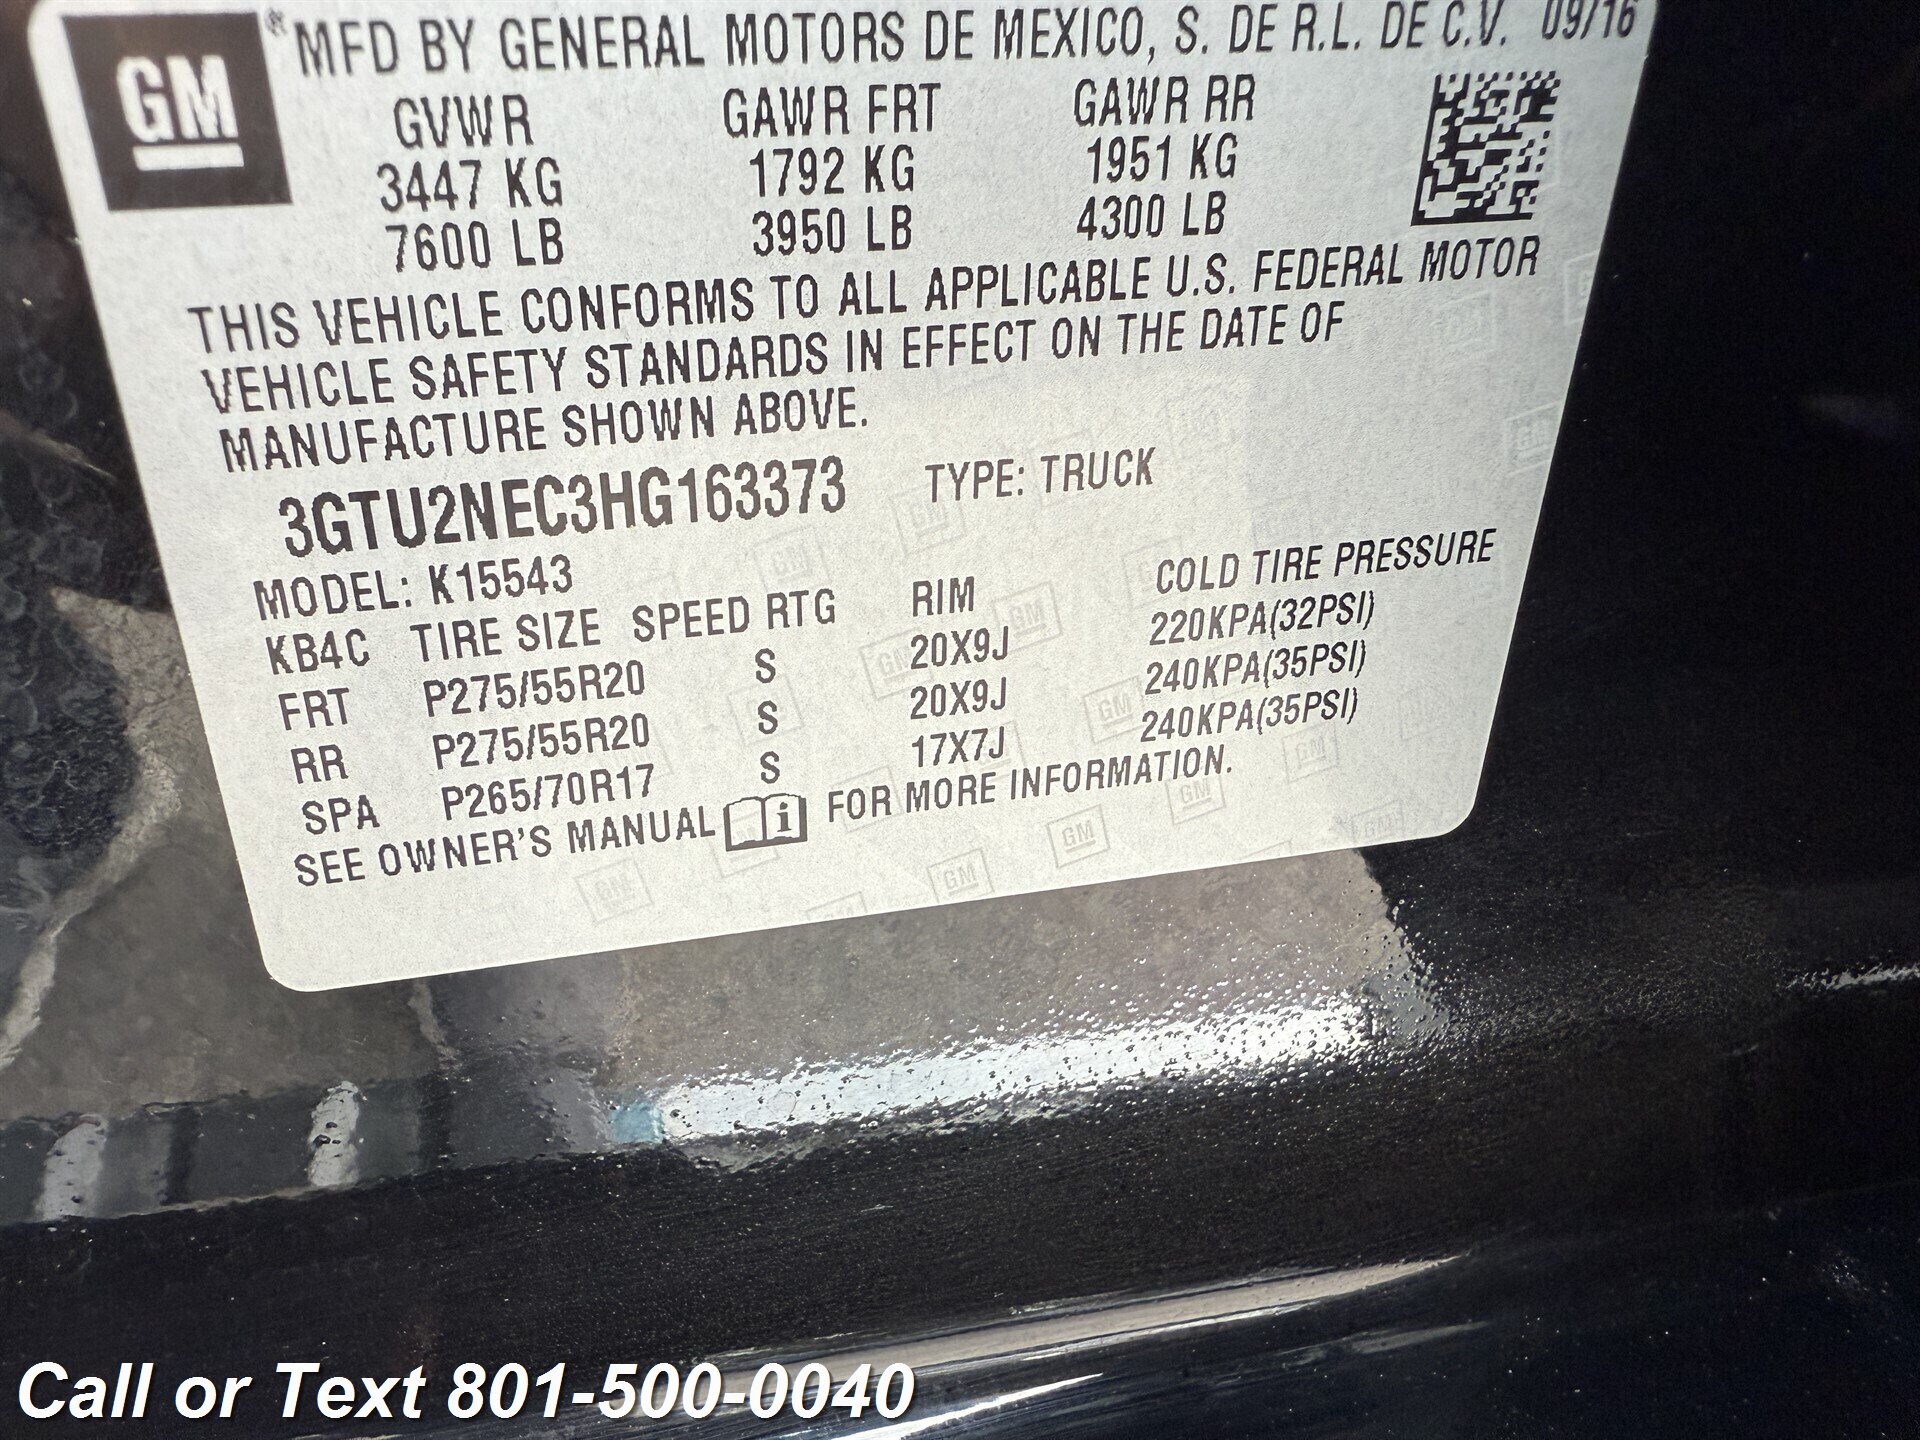 GM ® MFD BY GENERAL MOTORS DE MEXICO, S. DE R.L. DE C.V. 09/16
GVWR GAWR FRT GAWR RR
3447 KG 1792 KG 1951 KG
7600 LB 3950 LB 4300 LB
THIS VEHICLE CONFORMS TO ALL APPLICABLE U.S. FEDERAL MOTOR
VEHICLE SAFETY STANDARDS IN EFFECT ON THE DATE OF
MANUFACTURE SHOWN ABOVE.
3GTU2NEC3HG163373 TYPE: TRUCK
MODEL: K15543
KB4C TIRE SIZE SPEED RTG RIM COLD TIRE PRESSURE
FRT P275/55R20 S 20X9J 220KPA(32PSI)
RR P275/55R20 S 20X9J 240KPA(35PSI)
SPA P265/70R17 S 17X7J 240KPA(35PSI)
SEE OWNER'S MANUAL i FOR MORE INFORMATION.
Call or Text 801-500-0040